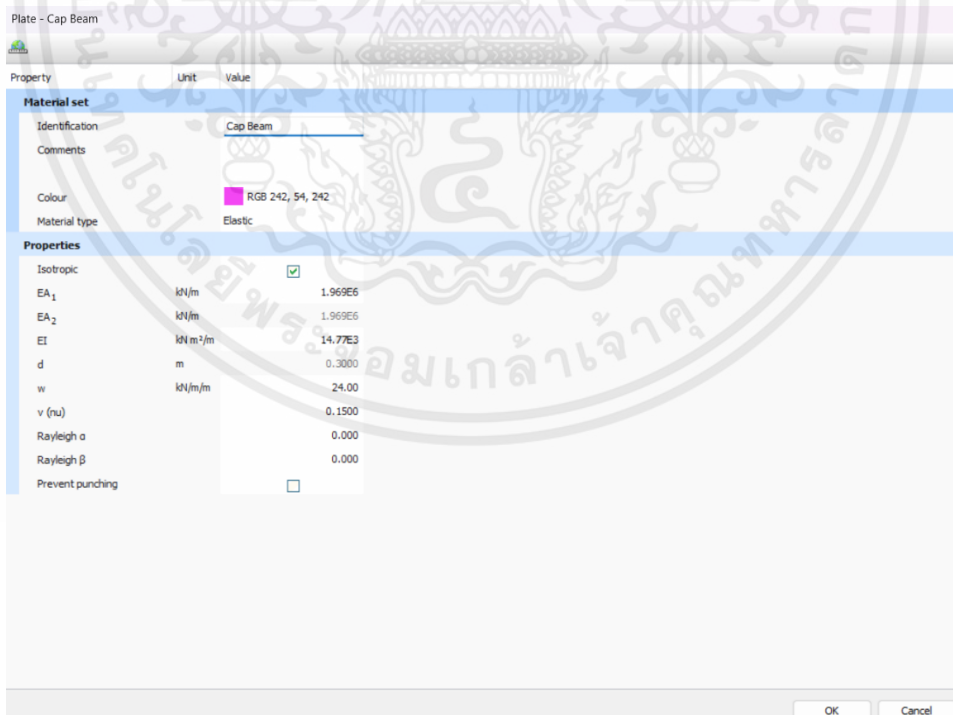 Plate - Cap Beam
Property Unit Value
Material set
Identification Cap Beam
Comments
Colour RGB 242, 54, 242
Material type Elastic
Properties
Isotropic
EA₁ kN/m 1.969E6
EA₂ kN/m 1.969E6
EI kN m²/m 14.77E3
d m 0.3000
w kN/m/m 24.00
ν (nu) 0.1500
Rayleigh α 0.000
Rayleigh β 0.000
Prevent punching
OK Cancel